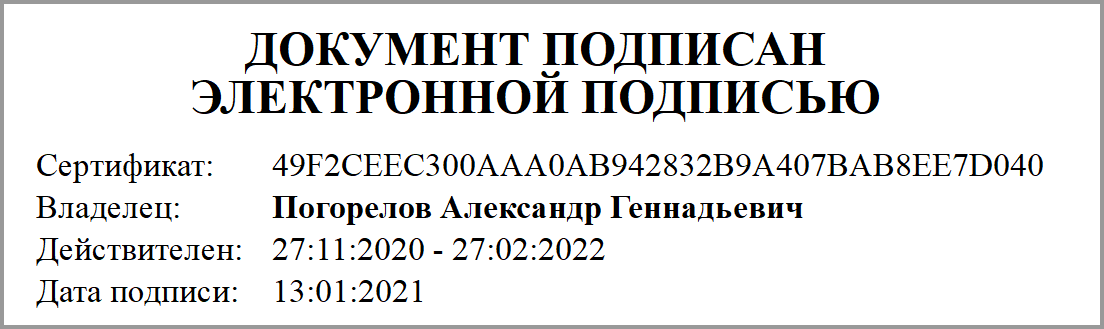 ДОКУМЕНТ ПОДПИСАН
ЭЛЕКТРОННОЙ ПОДПИСЬЮ
Сертификат: 49F2CEEC300AAA0AB942832B9A407BAB8EE7D040
Владелец: Погорелов Александр Геннадьевич
Действителен: 27:11:2020 - 27:02:2022
Дата подписи: 13:01:2021